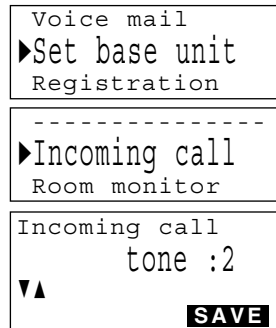 Voice mail
▶Set base unit
Registration
---------------
▶Incoming call
Room monitor
Incoming call
tone :2
▼▲
SAVE